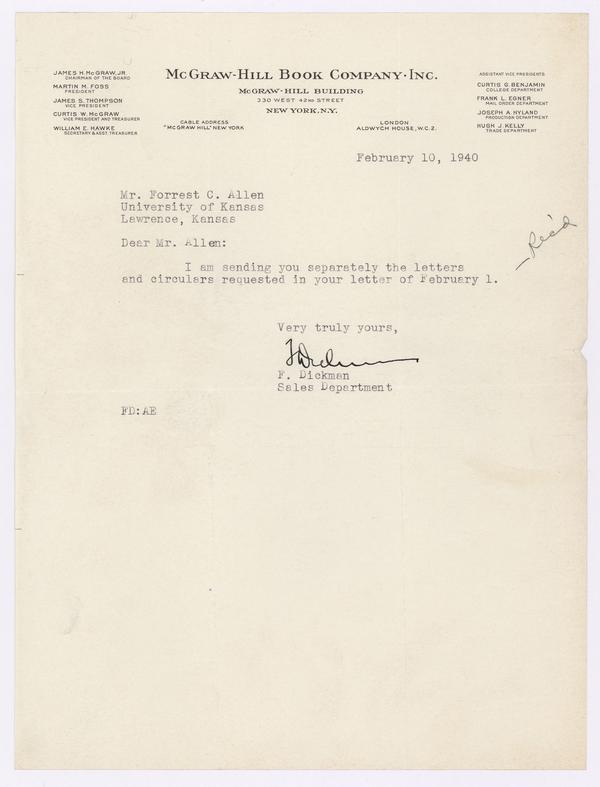 JAMES H. McGRAW, JR.
CHAIRMAN OF THE BOARD
MARTIN M. FOSS
PRESIDENT
JAMES S. THOMPSON
VICE PRESIDENT
CURTIS W. McGRAW
VICE PRESIDENT AND TREASURER
WILLIAM E. HAWKE
SECRETARY & ASST. TREASURER
McGRAW-HILL BOOK COMPANY·INC.
McGRAW-HILL BUILDING
330 WEST 42ND STREET
NEW YORK, N.Y.
CABLE ADDRESS
"McGRAW HILL" NEW YORK
LONDON
ALDWYCH HOUSE, W.C.2.
ASSISTANT VICE PRESIDENTS
CURTIS G. BENJAMIN
COLLEGE DEPARTMENT
FRANK L. EGNER
MAIL ORDER DEPARTMENT
JOSEPH A. HYLAND
PRODUCTION DEPARTMENT
HUGH J. KELLY
TRADE DEPARTMENT
February 10, 1940
Mr. Forrest C. Allen
University of Kansas
Lawrence, Kansas
Dear Mr. Allen:
—Rec'd
I am sending you separately the letters
and circulars requested in your letter of February 1.
Very truly yours,
F Dickman
F. Dickman
Sales Department
FD:AE